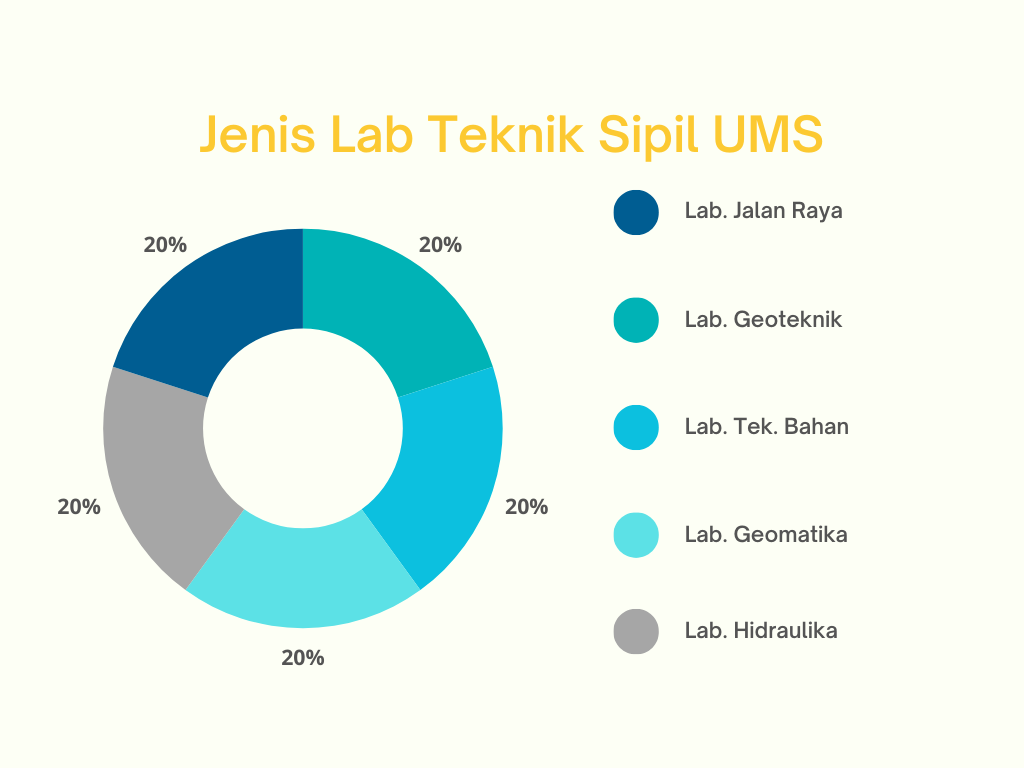 Jenis Lab Teknik Sipil UMS
20%
20%
20%
20%
20%
Lab. Jalan Raya
Lab. Geoteknik
Lab. Tek. Bahan
Lab. Geomatika
Lab. Hidraulika